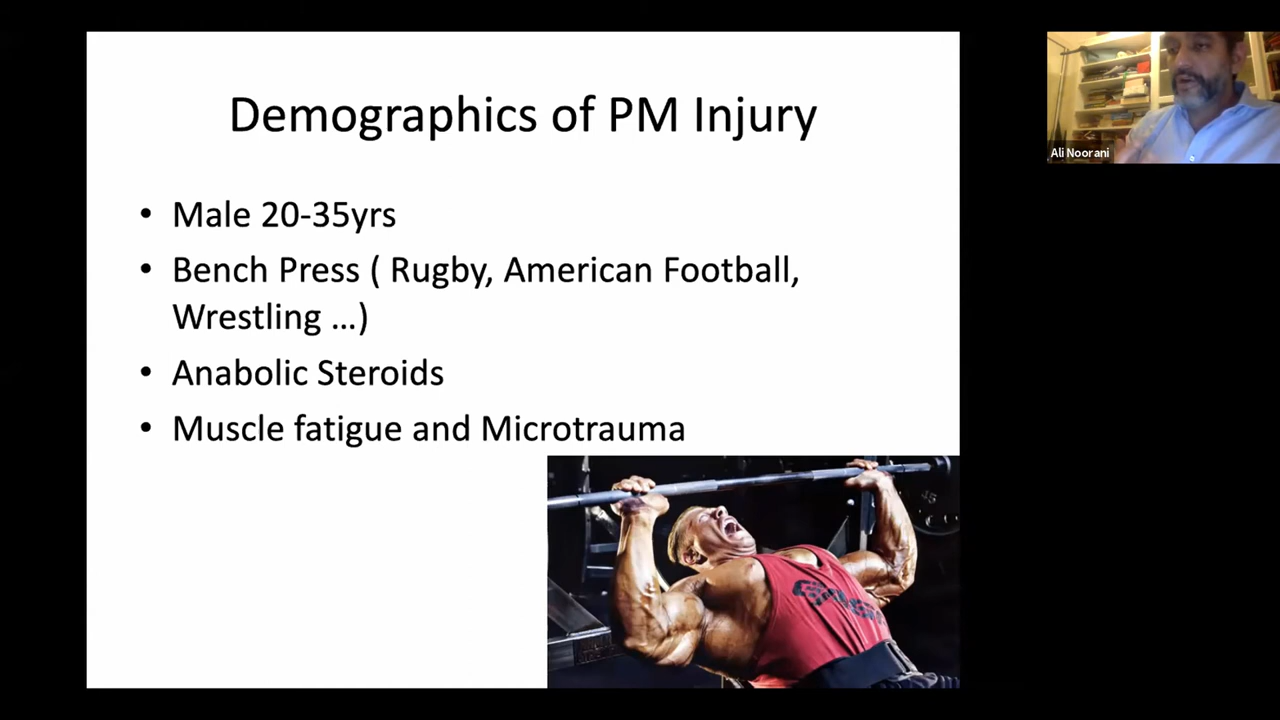 Demographics of PM Injury
• Male 20-35yrs
• Bench Press ( Rugby, American Football,
Wrestling ...)
• Anabolic Steroids
• Muscle fatigue and Microtrauma
Ali Noorani